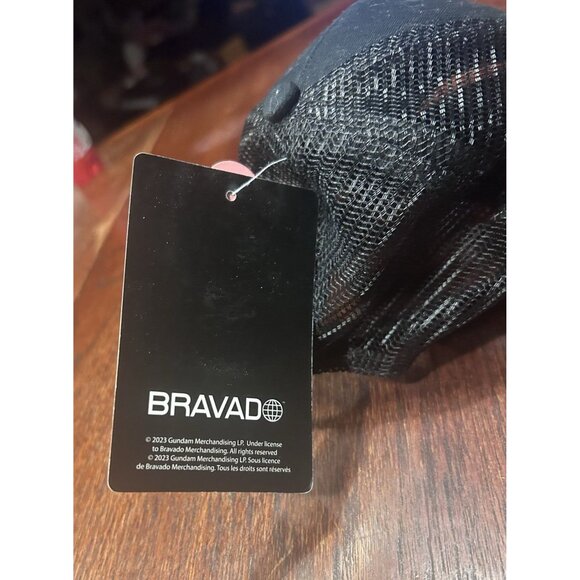 BRAVADO™
© 2023 Gundam Merchandising LP. Under license
to Bravado Merchandising. All rights reserved
© 2023 Gundam Merchandising LP. Sous licence
de Bravado Merchandising. Tous les droits sont réservés